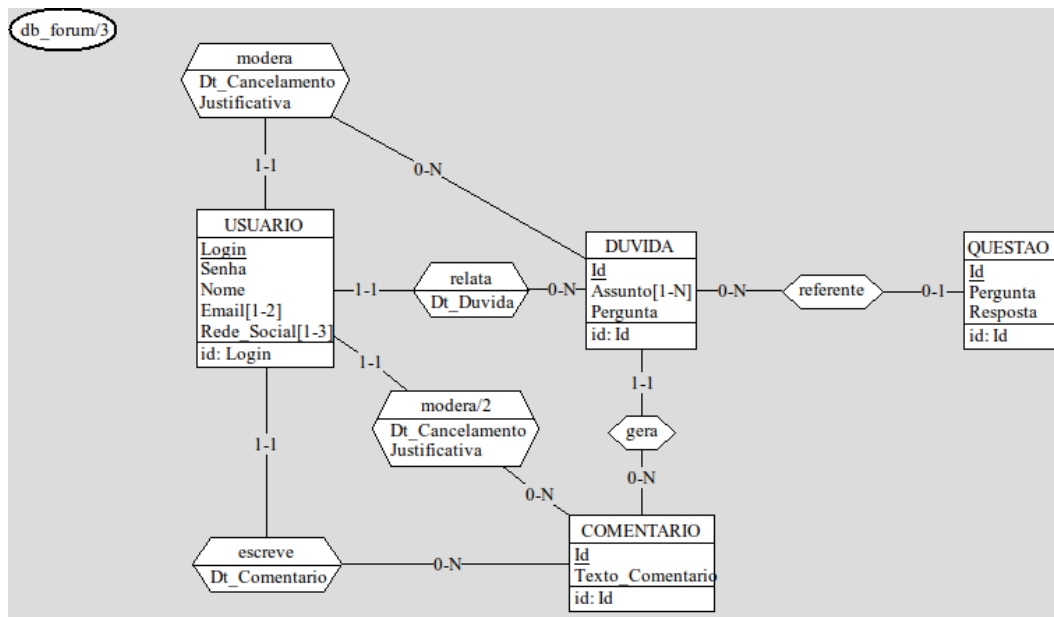 db_forum/3
modera
Dt_Cancelamento
Justificativa
1-1
0-N
USUARIO
Login
Senha
Nome
Email[1-2]
Rede_Social[1-3]
id: Login
1-1
relata
Dt_Duvida
0-N
DUVIDA
Id
Assunto[1-N]
Pergunta
id: Id
0-N
referente
0-1
QUESTAO
Id
Pergunta
Resposta
id: Id
1-1
modera/2
Dt_Cancelamento
Justificativa
0-N
1-1
gera
0-N
1-1
escreve
Dt_Comentario
0-N
COMENTARIO
Id
Texto_Comentario
id: Id